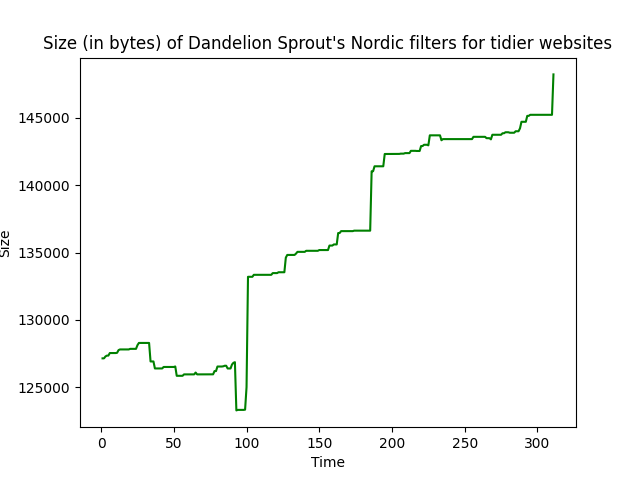 Size (in bytes) of Dandelion Sprout's Nordic filters for tidier websites
145000
140000
135000
130000
125000
Size
0 50 100 150 200 250 300
Time